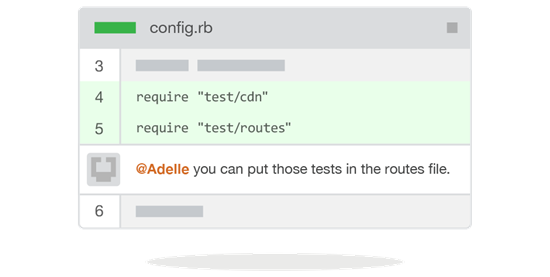 config.rb
3
4 require "test/cdn"
5 require "test/routes"
@Adelle you can put those tests in the routes file.
6